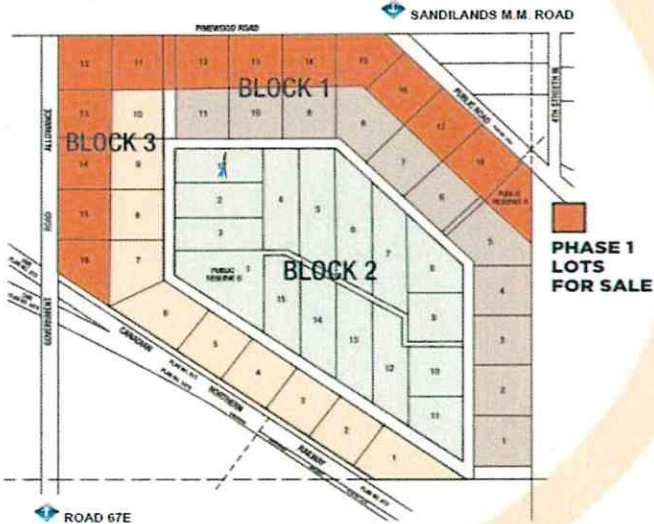 SANDILANDS M.M. ROAD
PINEWOOD ROAD
12 11 13 14 15
BLOCK 1
16
PUBLIC ROAD
4TH STREET N
13 10 11 10 9 8 17
BLOCK 3
ALLOWANCE
14 9 7 18
2 4 5 6
PUBLIC RESERVE A
15 8 3 6 7 5
PHASE 1
LOTS
FOR SALE
16 7
PUBLIC RESERVE B
1
BLOCK 2
8 4
ROAD
15 14 13 12 9 3
6 5 4 3 2 1
10 2
11 1
GOVERNMENT
CANADIAN NORTHERN RAILWAY
ROAD 67E